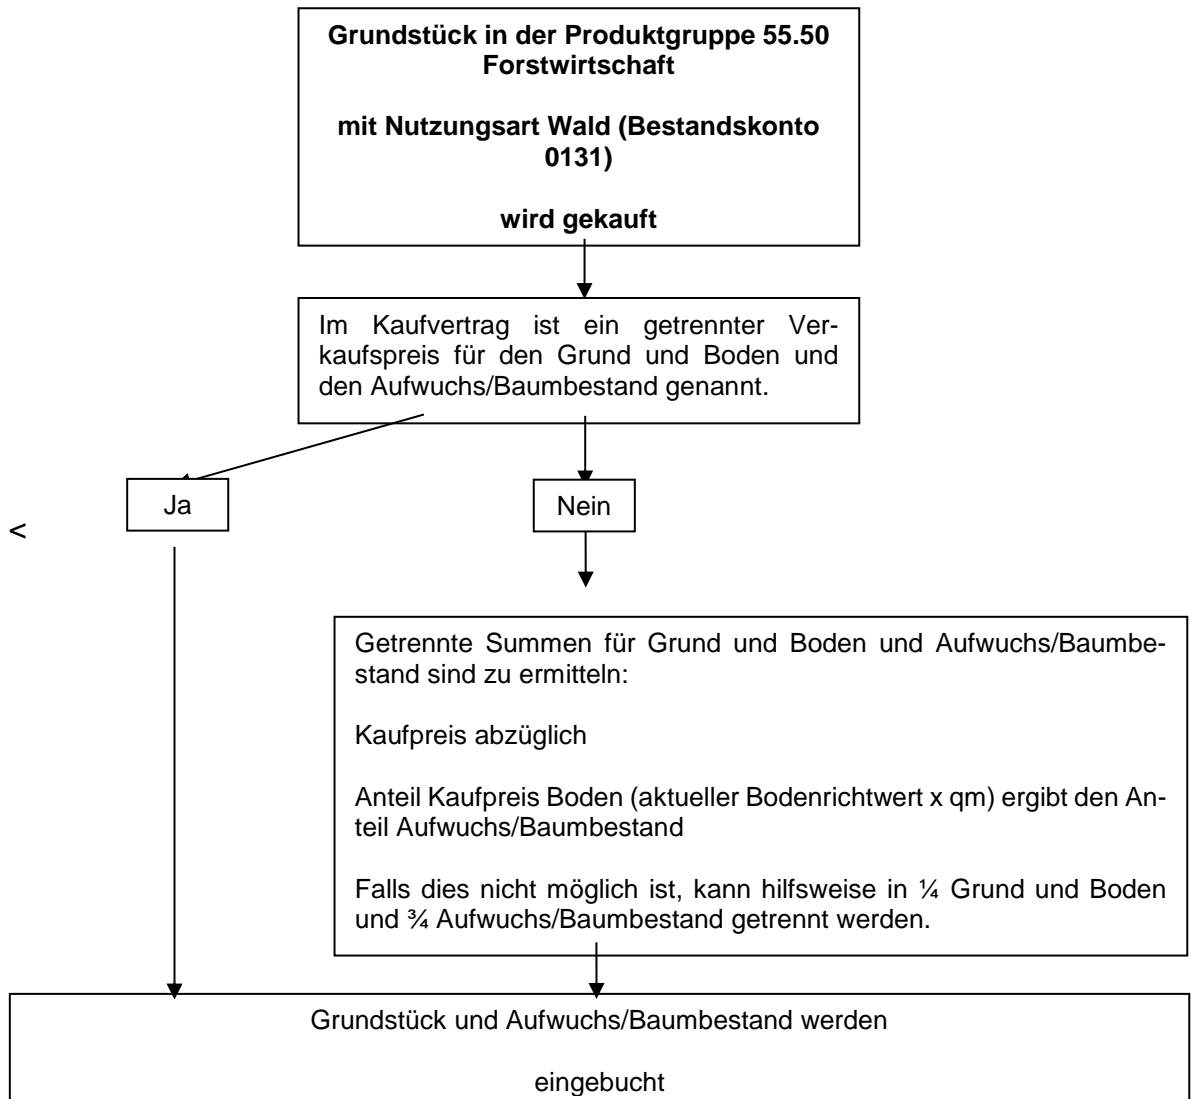 Grundstück in der Produktgruppe 55.50
Forstwirtschaft
mit Nutzungsart Wald (Bestandskonto
0131)
wird gekauft
Im Kaufvertrag ist ein getrennter Ver-
kaufspreis für den Grund und Boden und
den Aufwuchs/Baumbestand genannt.
Ja
Nein
<
Getrennte Summen für Grund und Boden und Aufwuchs/Baumbe-
stand sind zu ermitteln:
Kaufpreis abzüglich
Anteil Kaufpreis Boden (aktueller Bodenrichtwert x qm) ergibt den An-
teil Aufwuchs/Baumbestand
Falls dies nicht möglich ist, kann hilfsweise in ¼ Grund und Boden
und ¾ Aufwuchs/Baumbestand getrennt werden.
Grundstück und Aufwuchs/Baumbestand werden
eingebucht